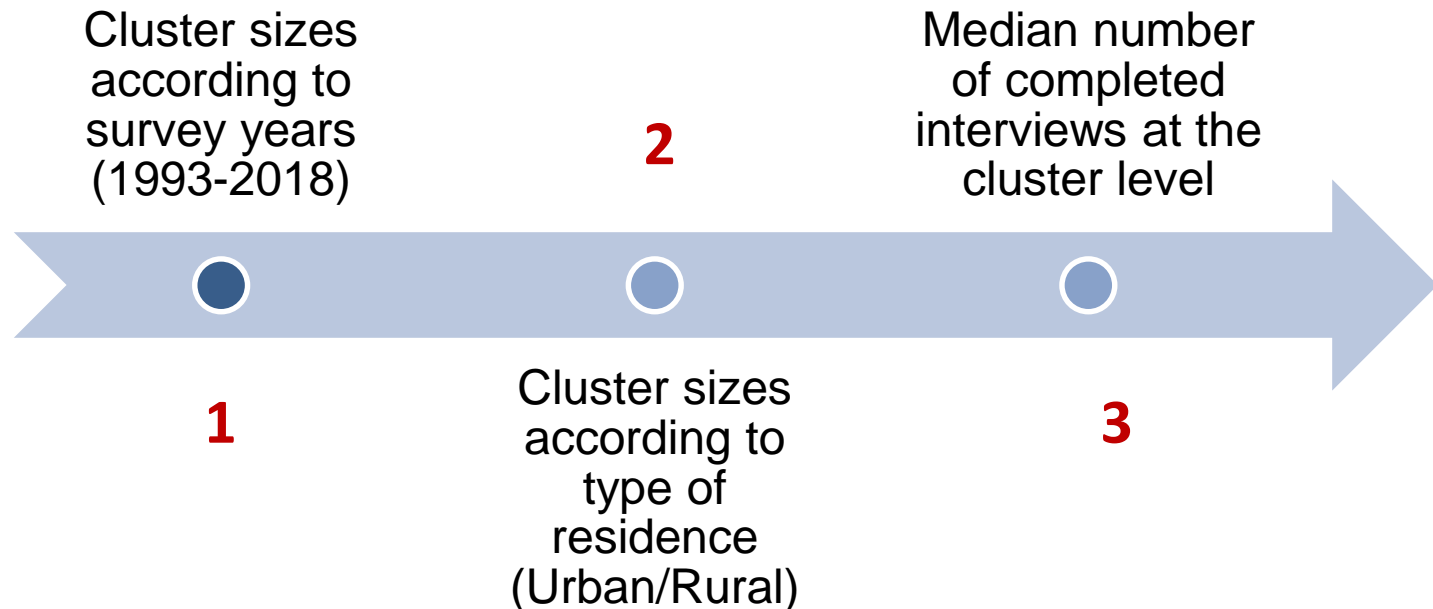 Cluster sizes
according to
survey years
(1993-2018)
1
2
Cluster sizes
according to
type of
residence
(Urban/Rural)
Median number
of completed
interviews at the
cluster level
3